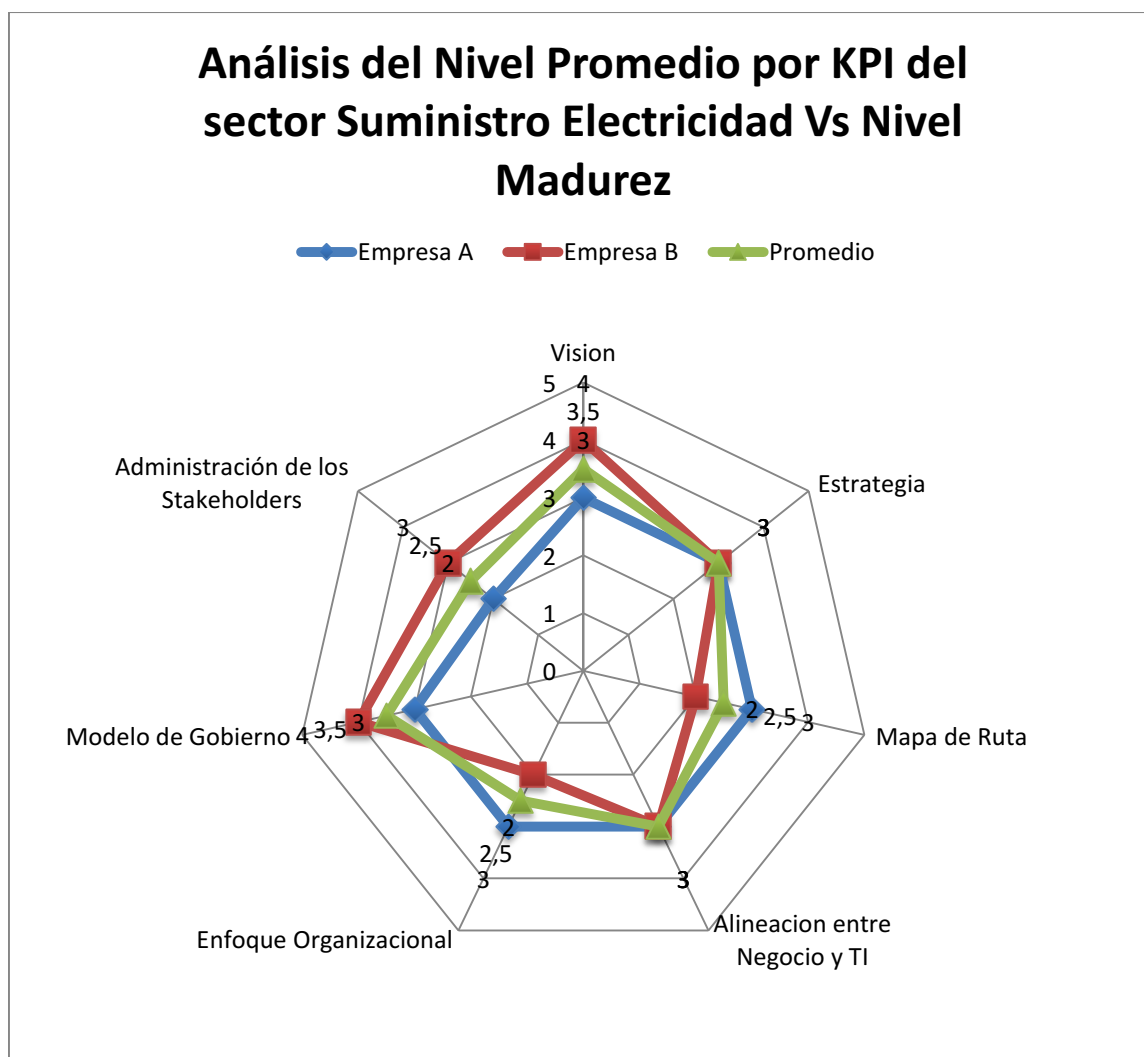 Análisis del Nivel Promedio por KPI del
sector Suministro Electricidad Vs Nivel
Madurez
Empresa A
Empresa B
Promedio
Vision
5
4
3,5
4
3
3
2
1
0
Estrategia
3
Administración de los
Stakeholders
3
2,5
2
Mapa de Ruta
2
2,5
3
Modelo de Gobierno
4
3,5
3
Enfoque Organizacional
2
2,5
3
Alineacion entre
Negocio y TI
3